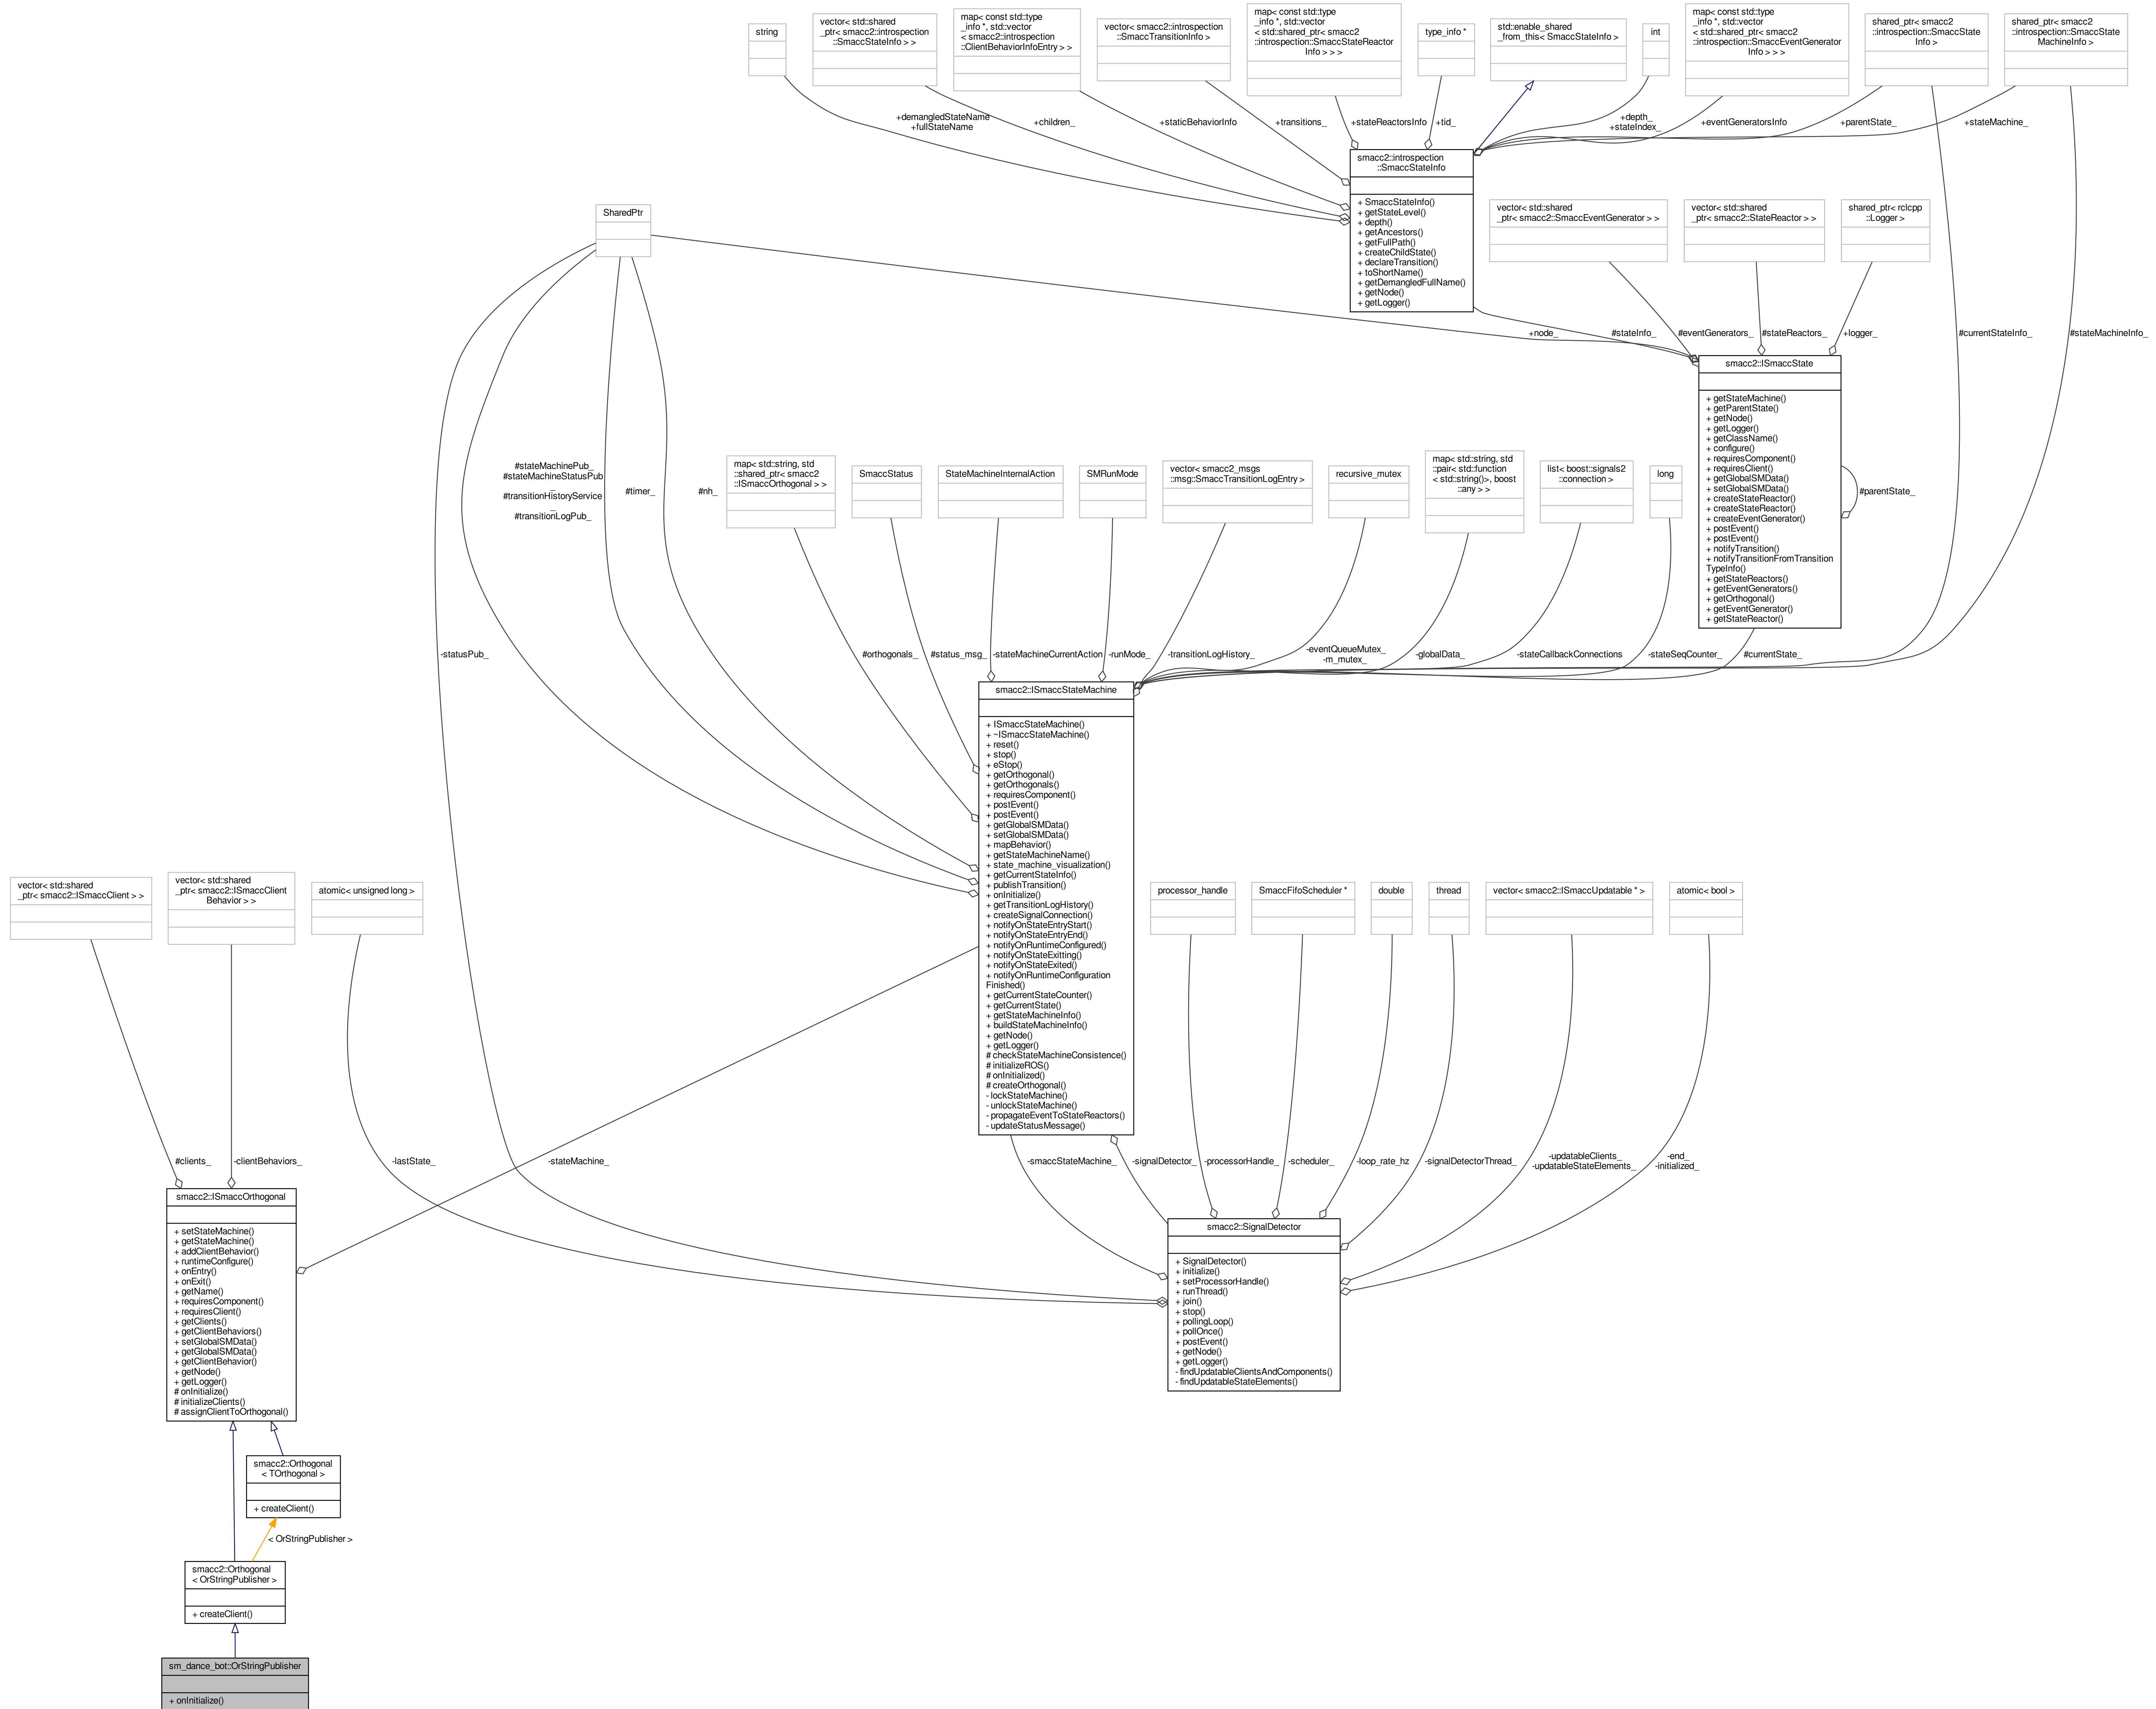 string
vector< std::shared
_ptr< smacc2::introspection
::SmaccStateInfo > >
map< const std::type
_info *, std::vector
< smacc2::introspection
::ClientBehaviorInfoEntry > >
vector< smacc2::introspection
::SmaccTransitionInfo >
map< const std::type
_info *, std::vector
< std::shared_ptr< smacc2
::introspection::SmaccStateReactor
Info > > >
type_info *
std::enable_shared
_from_this< SmaccStateInfo >
int
map< const std::type
_info *, std::vector
< std::shared_ptr< smacc2
::introspection::SmaccEventGenerator
Info > > >
shared_ptr< smacc2
::introspection::SmaccState
Info >
shared_ptr< smacc2
::introspection::SmaccState
MachineInfo >
+demangledStateName
+fullStateName
+children_
+staticBehaviorInfo
+transitions_
+stateReactorsInfo
+tid_
+depth_
+stateIndex_
+eventGeneratorsInfo
+parentState_
+stateMachine_
smacc2::introspection
::SmaccStateInfo
+ SmaccStateInfo()
+ getStateLevel()
+ depth()
+ getAncestors()
+ getFullPath()
+ createChildState()
+ declareTransition()
+ toShortName()
+ getDemangledFullName()
+ getNode()
+ getLogger()
SharedPtr
vector< std::shared
_ptr< smacc2::SmaccEventGenerator > >
vector< std::shared
_ptr< smacc2::StateReactor > >
shared_ptr< rclcpp
::Logger >
+node_
#stateInfo_
#eventGenerators_
#stateReactors_
+logger_
#currentStateInfo_
#stateMachineInfo_
smacc2::ISmaccState
+ getStateMachine()
+ getParentState()
+ getNode()
+ getLogger()
+ getClassName()
+ configure()
+ requiresComponent()
+ requiresClient()
+ getGlobalSMData()
+ setGlobalSMData()
+ createStateReactor()
+ createStateReactor()
+ createEventGenerator()
+ postEvent()
+ postEvent()
+ notifyTransition()
+ notifyTransitionFromTransition
TypeInfo()
+ getStateReactors()
+ getEventGenerators()
+ getOrthogonal()
+ getEventGenerator()
+ getStateReactor()
#parentState_
#stateMachinePub_
#stateMachineStatusPub
_
#transitionHistoryService
_
#transitionLogPub_
#timer_
#nh_
map< std::string, std
::shared_ptr< smacc2
::ISmaccOrthogonal > >
SmaccStatus
StateMachineInternalAction
SMRunMode
vector< smacc2_msgs
::msg::SmaccTransitionLogEntry >
recursive_mutex
map< std::string, std
::pair< std::function
< std::string()>, boost
::any > >
list< boost::signals2
::connection >
long
-statusPub_
#orthogonals_
#status_msg_
-stateMachineCurrentAction
-runMode_
-transitionLogHistory_
-eventQueueMutex_
-m_mutex_
-globalData_
-stateCallbackConnections
-stateSeqCounter_
#currentState_
smacc2::ISmaccStateMachine
+ ISmaccStateMachine()
+ ~ISmaccStateMachine()
+ reset()
+ stop()
+ eStop()
+ getOrthogonal()
+ getOrthogonals()
+ requiresComponent()
+ postEvent()
+ postEvent()
+ getGlobalSMData()
+ setGlobalSMData()
+ mapBehavior()
+ getStateMachineName()
+ state_machine_visualization()
+ getCurrentStateInfo()
+ publishTransition()
+ onInitialize()
+ getTransitionLogHistory()
+ createSignalConnection()
+ notifyOnStateEntryStart()
+ notifyOnStateEntryEnd()
+ notifyOnRuntimeConfigured()
+ notifyOnStateExitting()
+ notifyOnStateExited()
+ notifyOnRuntimeConfiguration
Finished()
+ getCurrentStateCounter()
+ getCurrentState()
+ getStateMachineInfo()
+ buildStateMachineInfo()
+ getNode()
+ getLogger()
# checkStateMachineConsistence()
# initializeROS()
# onInitialized()
# createOrthogonal()
- lockStateMachine()
- unlockStateMachine()
- propagateEventToStateReactors()
- updateStatusMessage()
vector< std::shared
_ptr< smacc2::ISmaccClient > >
vector< std::shared
_ptr< smacc2::ISmaccClient
Behavior > >
atomic< unsigned long >
processor_handle
SmaccFifoScheduler *
double
thread
vector< smacc2::ISmaccUpdatable * >
atomic< bool >
#clients_
-clientBehaviors_
-lastState_
-stateMachine_
-smaccStateMachine_
-signalDetector_
-processorHandle_
-scheduler_
-loop_rate_hz
-signalDetectorThread_
-updatableClients_
-updatableStateElements_
-end_
-initialized_
smacc2::ISmaccOrthogonal
+ setStateMachine()
+ getStateMachine()
+ addClientBehavior()
+ runtimeConfigure()
+ onEntry()
+ onExit()
+ getName()
+ requiresComponent()
+ requiresClient()
+ getClients()
+ getClientBehaviors()
+ setGlobalSMData()
+ getGlobalSMData()
+ getClientBehavior()
+ getNode()
+ getLogger()
# onInitialize()
# initializeClients()
# assignClientToOrthogonal()
smacc2::SignalDetector
+ SignalDetector()
+ initialize()
+ setProcessorHandle()
+ runThread()
+ join()
+ stop()
+ pollingLoop()
+ pollOnce()
+ postEvent()
+ getNode()
+ getLogger()
- findUpdatableClientsAndComponents()
- findUpdatableStateElements()
smacc2::Orthogonal
< TOrthogonal >
+ createClient()
< OrStringPublisher >
smacc2::Orthogonal
< OrStringPublisher >
+ createClient()
sm_dance_bot::OrStringPublisher
+ onInitialize()